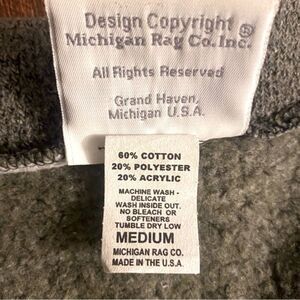 Design Copyright
Michigan Rag Co. Inc.®
All Rights Reserved
Grand Haven,
Michigan U.S.A.
60% COTTON
20% POLYESTER
20% ACRYLIC
MACHINE WASH -
DELICATE
WASH INSIDE OUT.
NO BLEACH OR
SOFTENERS
TUMBLE DRY LOW
MEDIUM
MICHIGAN RAG CO.
MADE IN THE U.S.A.